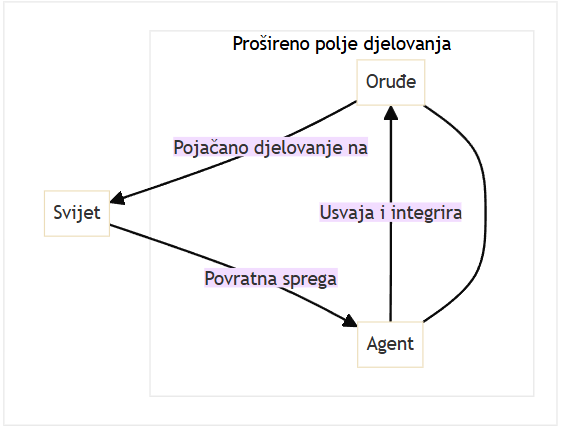 Prošireno polje djelovanja
Oruđe
Pojačano djelovanje na
Svijet
Usvaja i integrira
Povratna sprega
Agent